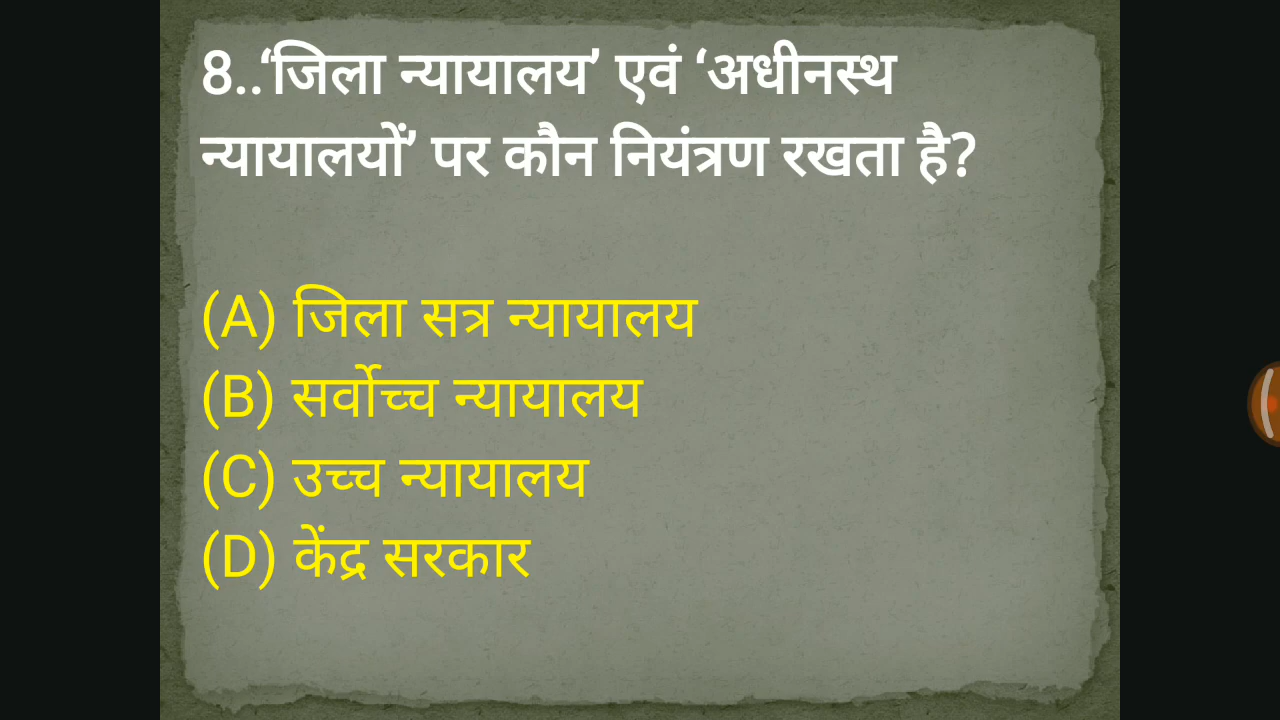 8..‘जिला न्यायालय’ एवं ‘अधीनस्थ
न्यायालयों’ पर कौन नियंत्रण रखता है?
(A) जिला सत्र न्यायालय
(B) सर्वोच्च न्यायालय
(C) उच्च न्यायालय
(D) केंद्र सरकार